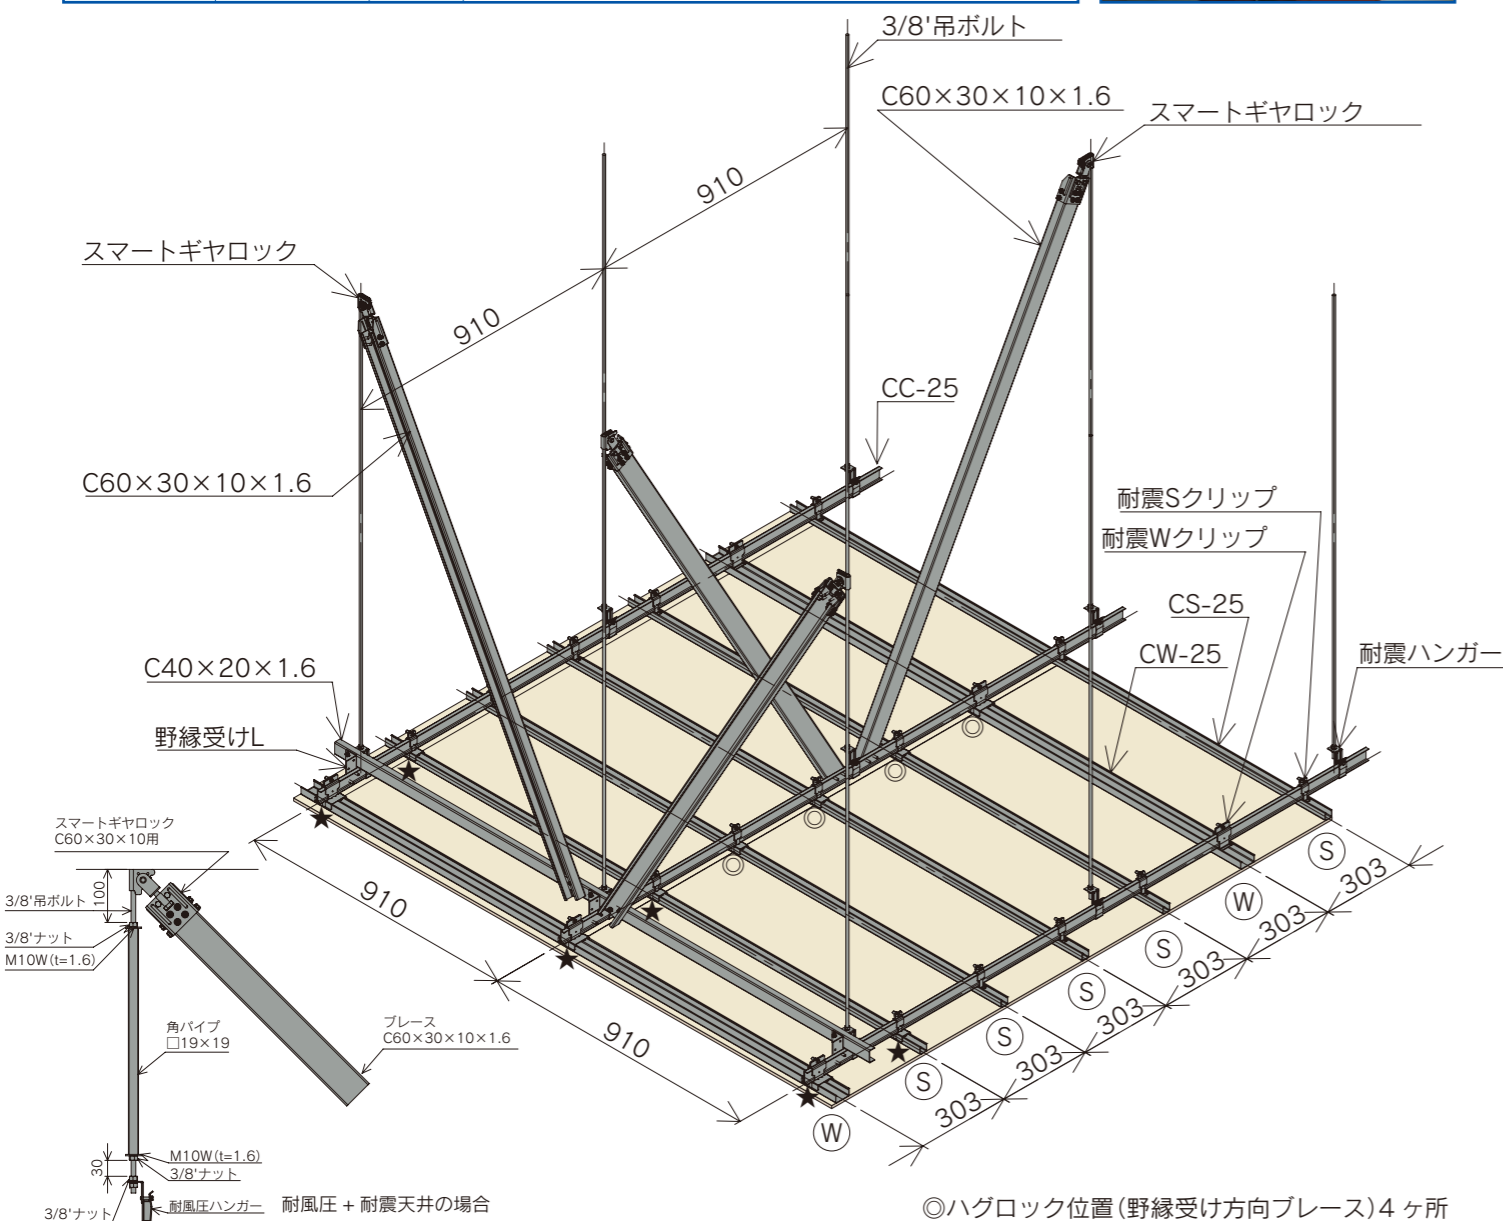 3/8'吊ボルト
C60×30×10×1.6
スマートギヤロック
910
スマートギヤロック
910
CC-25
C60×30×10×1.6
耐震Sクリップ
耐震Wクリップ
CS-25
CW-25
耐震ハンガー
C40×20×1.6
野縁受けL
◎
◎
◎
◎
★
★
★
★
★
★
910
910
303
303
303
303
303
303
Ⓢ
Ⓦ
Ⓢ
Ⓢ
Ⓢ
Ⓢ
Ⓦ
スマートギヤロック
C60×30×10用
100
3/8'吊ボルト
3/8'ナット
M10W(t=1.6)
角パイプ
□19×19
ブレース
C60×30×10×1.6
M10W(t=1.6)
30
3/8'ナット
3/8'ナット
耐風圧ハンガー
耐風圧+耐震天井の場合
◎ハグロック位置(野縁受け方向ブレース)4 ヶ所